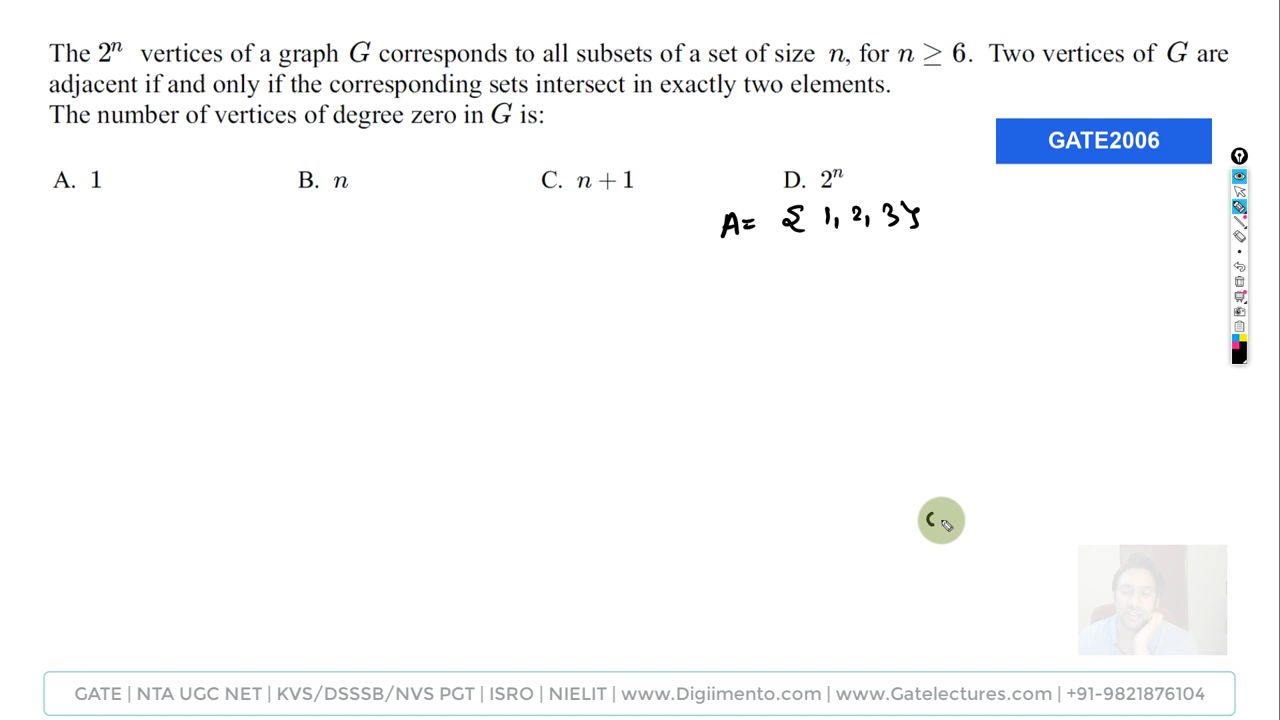 The 2ⁿ vertices of a graph G corresponds to all subsets of a set of size n, for n ≥ 6. Two vertices of G are
adjacent if and only if the corresponding sets intersect in exactly two elements.
The number of vertices of degree zero in G is:
GATE2006
A. 1 B. n C. n + 1 D. 2ⁿ
A = { 1, 2, 3 }
GATE | NTA UGC NET | KVS/DSSSB/NVS PGT | ISRO | NIELIT | www.Digiimento.com | www.Gatelectures.com | +91-9821876104